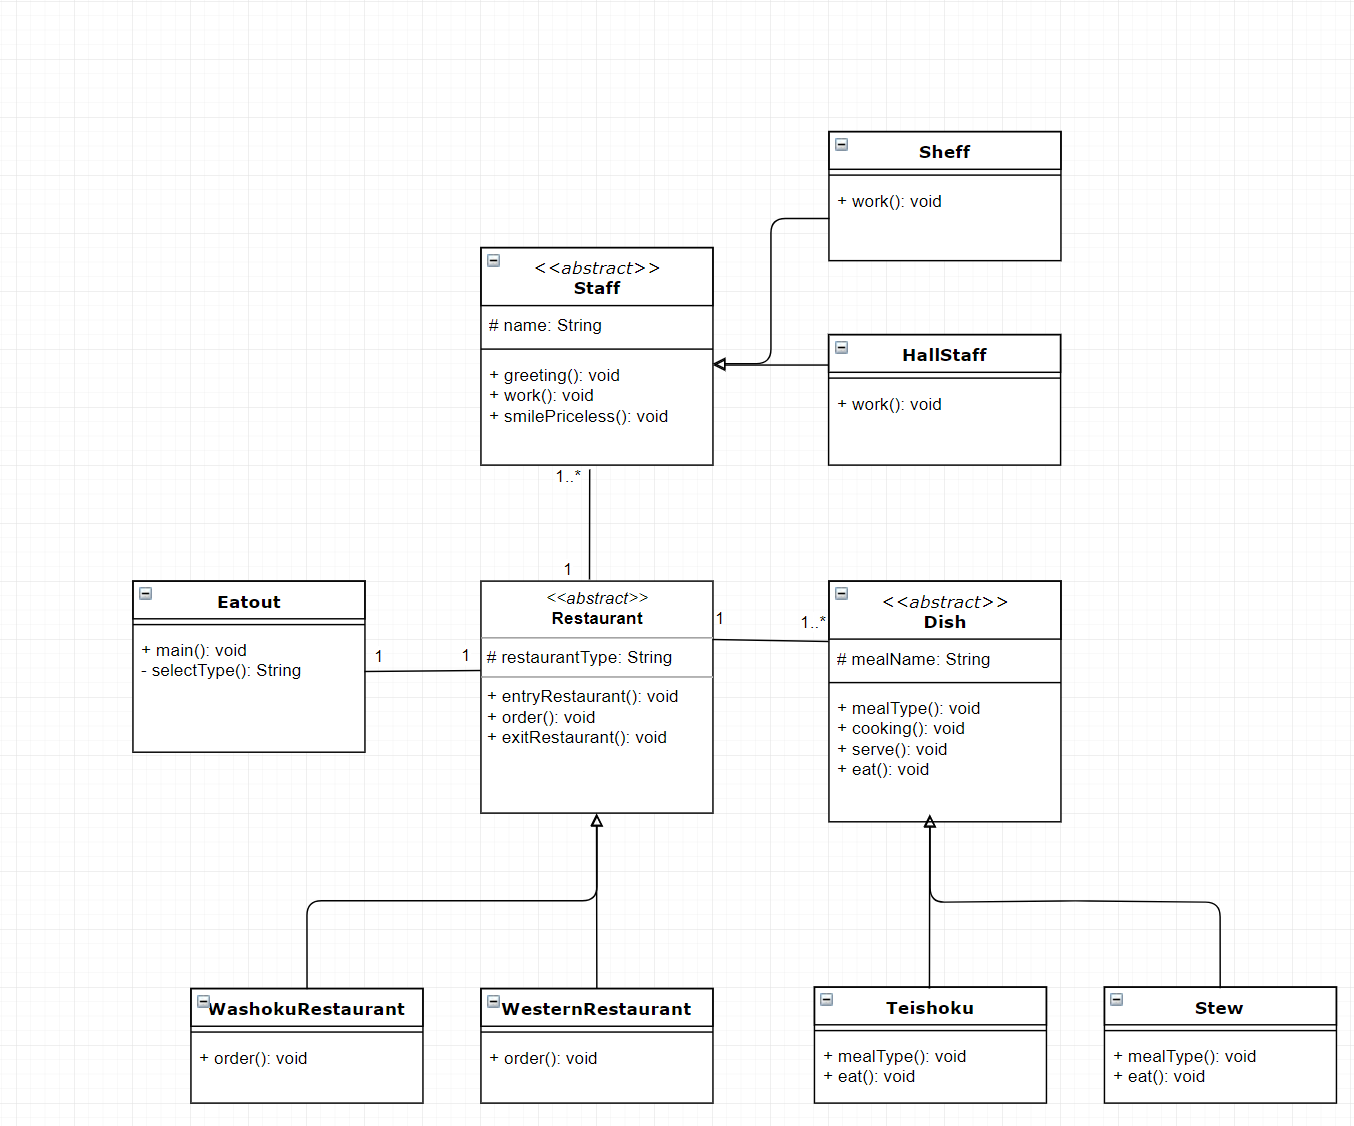 Sheff
+ work(): void
<<abstract>>
Staff
# name: String
+ greeting(): void
+ work(): void
+ smilePriceless(): void
HallStaff
+ work(): void
1..*
1
Eatout
+ main(): void
- selectType(): String
1
1
<<abstract>>
Restaurant
# restaurantType: String
+ entryRestaurant(): void
+ order(): void
+ exitRestaurant(): void
1
1..*
<<abstract>>
Dish
# mealName: String
+ mealType(): void
+ cooking(): void
+ serve(): void
+ eat(): void
WashokuRestaurant
+ order(): void
WesternRestaurant
+ order(): void
Teishoku
+ mealType(): void
+ eat(): void
Stew
+ mealType(): void
+ eat(): void